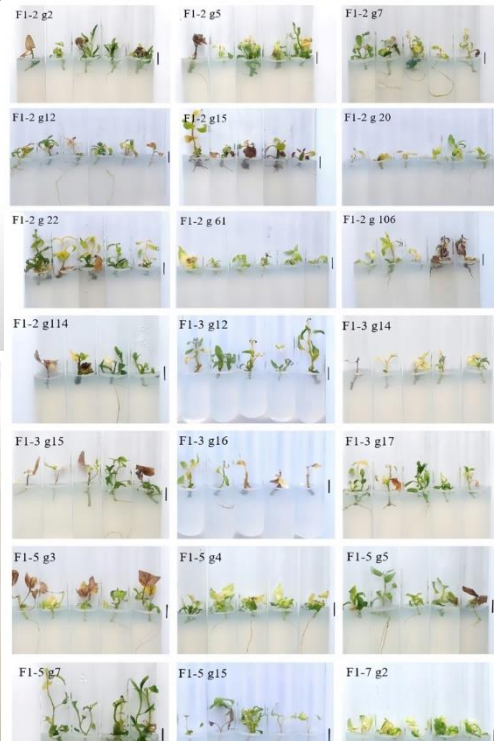 F1-2 g2
F1-2 g5
F1-2 g7
F1-2 g12
F1-2 g15
F1-2 g 20
F1-2 g 22
F1-2 g 61
F1-2 g 106
F1-2 g114
F1-3 g12
F1-3 g14
F1-3 g15
F1-3 g16
F1-3 g17
F1-5 g3
F1-5 g4
F1-5 g5
F1-5 g7
F1-5 g15
F1-7 g2